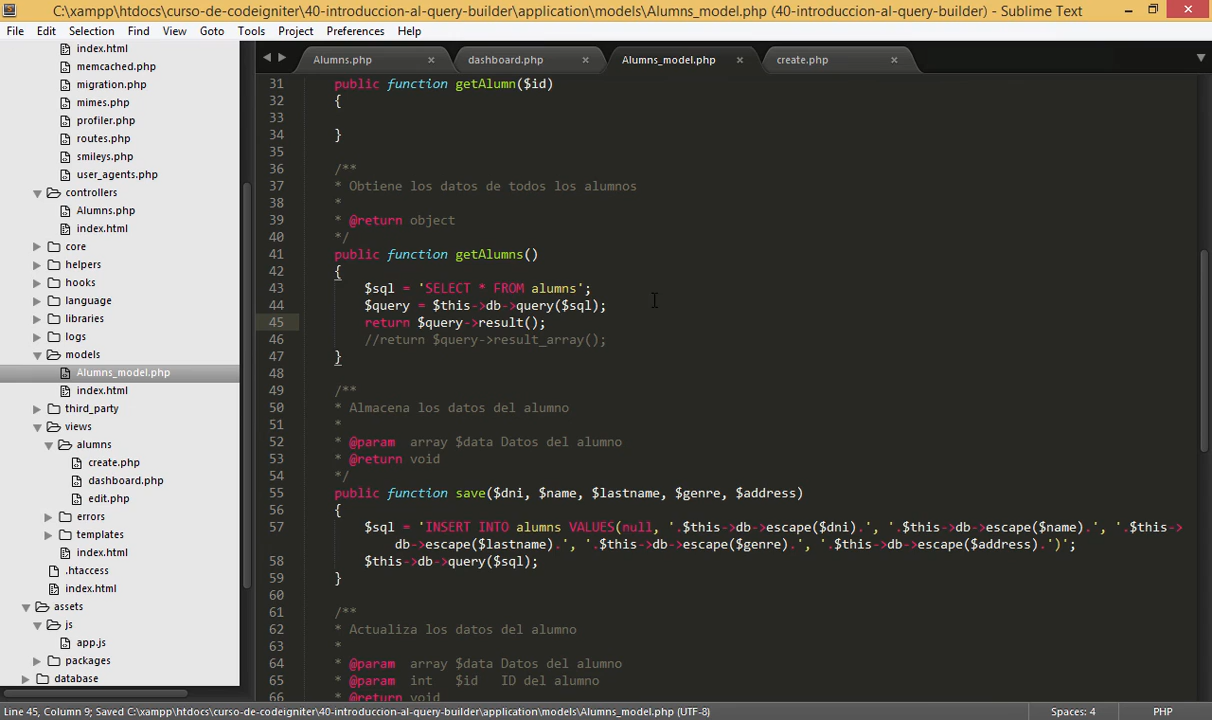 C:\xampp\htdocs\curso-de-codeigniter\40-introduccion-al-query-builder\application\models\Alumns_model.php (40-introduccion-al-query-builder) - Sublime Text
File Edit Selection Find View Goto Tools Project Preferences Help
index.html
memcached.php
migration.php
mimes.php
profiler.php
routes.php
smileys.php
user_agents.php
controllers
Alumns.php
index.html
core
helpers
hooks
language
libraries
logs
models
Alumns_model.php
index.html
third_party
views
alumns
create.php
dashboard.php
edit.php
errors
templates
index.html
.htaccess
index.html
assets
js
app.js
packages
database
Alumns.php × dashboard.php × Alumns_model.php × create.php ×
31 public function getAlumn($id)
32 {
33
34 }
35
36 /**
37 * Obtiene los datos de todos los alumnos
38 *
39 * @return object
40 */
41 public function getAlumns()
42 {
43 $sql = 'SELECT * FROM alumns';
44 $query = $this->db->query($sql);
45 return $query->result();
46 //return $query->result_array();
47 }
48
49 /**
50 * Almacena los datos del alumno
51 *
52 * @param array $data Datos del alumno
53 * @return void
54 */
55 public function save($dni, $name, $lastname, $genre, $address)
56 {
57 $sql = 'INSERT INTO alumns VALUES(null, '.$this->db->escape($dni).', '.$this->db->escape($name).', '.$this->
db->escape($lastname).', '.$this->db->escape($genre).', '.$this->db->escape($address).')';
58 $this->db->query($sql);
59 }
60
61 /**
62 * Actualiza los datos del alumno
63 *
64 * @param array $data Datos del alumno
65 * @param int $id ID del alumno
66 * @return void
Line 45, Column 9; Saved C:\xampp\htdocs\curso-de-codeigniter\40-introduccion-al-query-builder\application\models\Alumns_model.php (UTF-8) Spaces: 4 PHP